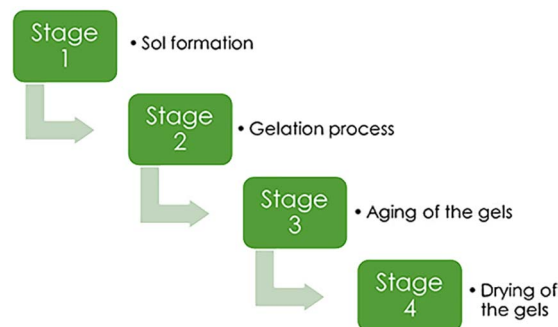 Stage
1
• Sol formation
Stage
2
• Gelation process
Stage
3
• Aging of the gels
Stage
4
• Drying of
the gels